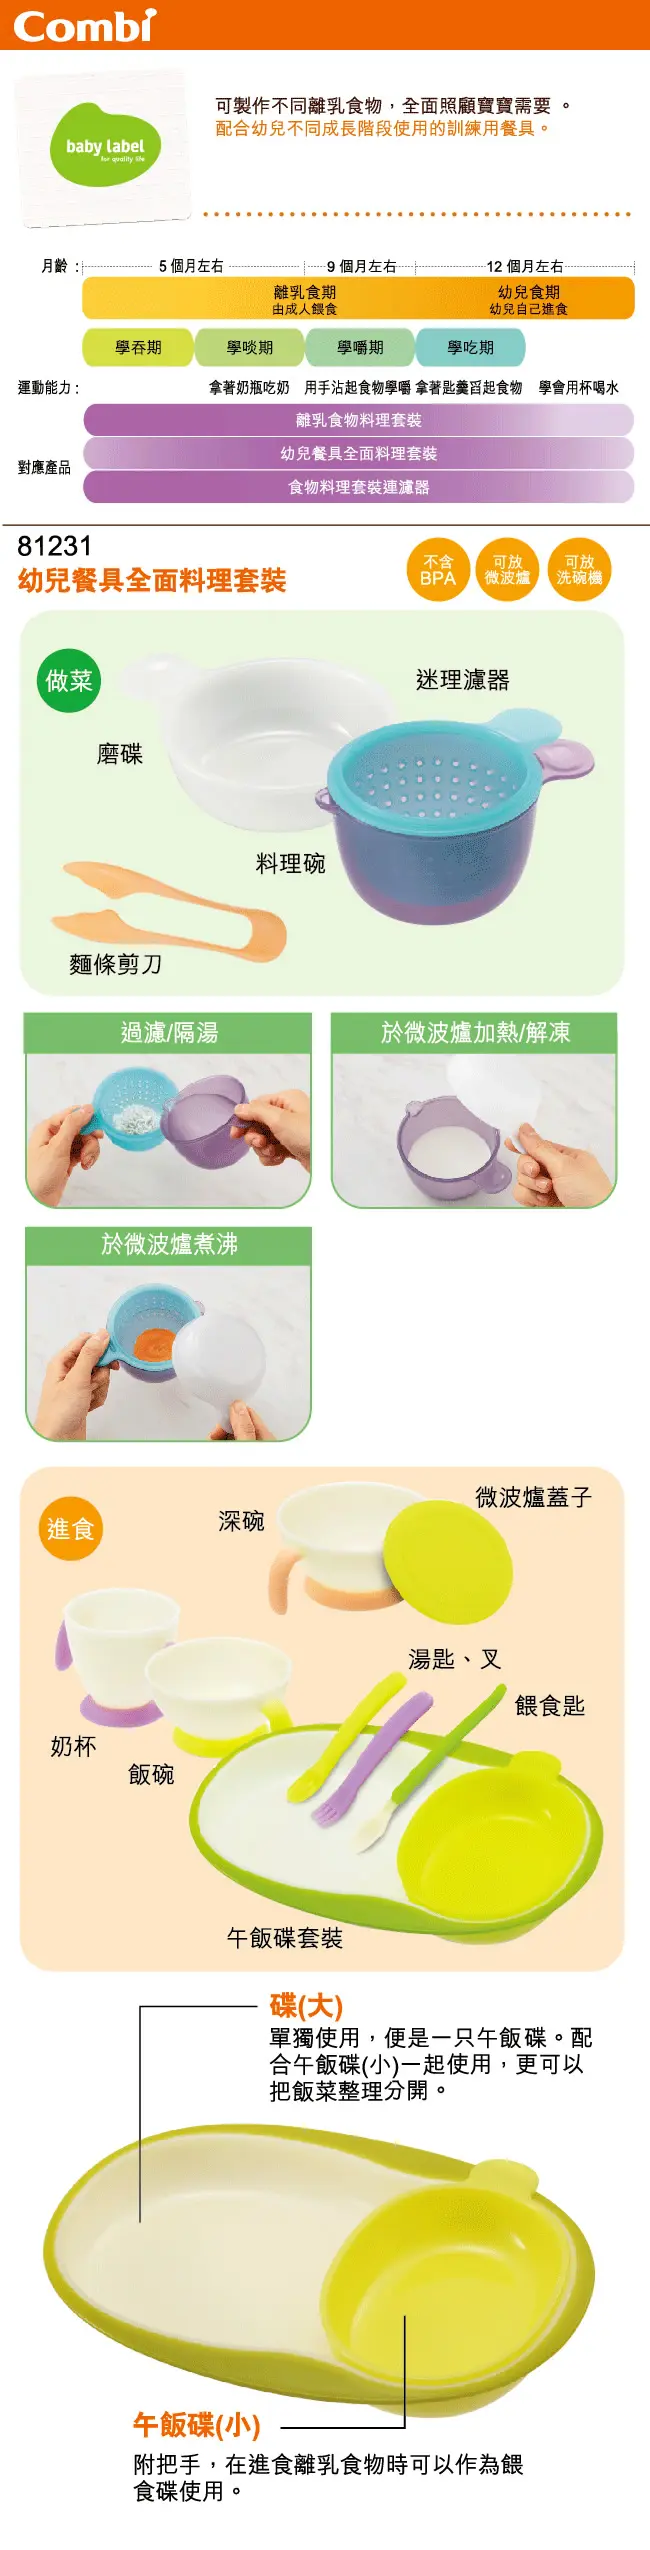 Combi
baby label
for quality life
可製作不同離乳食物，全面照顧寶寶需要 。
配合幼兒不同成長階段使用的訓練用餐具。
月齡 : 5 個月左右 9 個月左右 12 個月左右
離乳食期 幼兒食期
由成人餵食 幼兒自己進食
學吞期 學啖期 學嚼期 學吃期
運動能力 : 拿著奶瓶吃奶 用手沾起食物學嚼 拿著匙羹舀起食物 學會用杯喝水
離乳食物料理套裝
幼兒餐具全面料理套裝
對應產品
食物料理套裝連濾器
81231
幼兒餐具全面料理套裝
不含
BPA
可放
微波爐
可放
洗碗機
做菜
迷理濾器
磨碟
料理碗
麵條剪刀
過濾/隔湯
於微波爐加熱/解凍
於微波爐煮沸
進食
微波爐蓋子
深碗
湯匙、叉
餵食匙
奶杯
飯碗
午飯碟套裝
碟(大)
單獨使用，便是一只午飯碟。配
合午飯碟(小)一起使用，更可以
把飯菜整理分開。
午飯碟(小)
附把手，在進食離乳食物時可以作為餵
食碟使用。